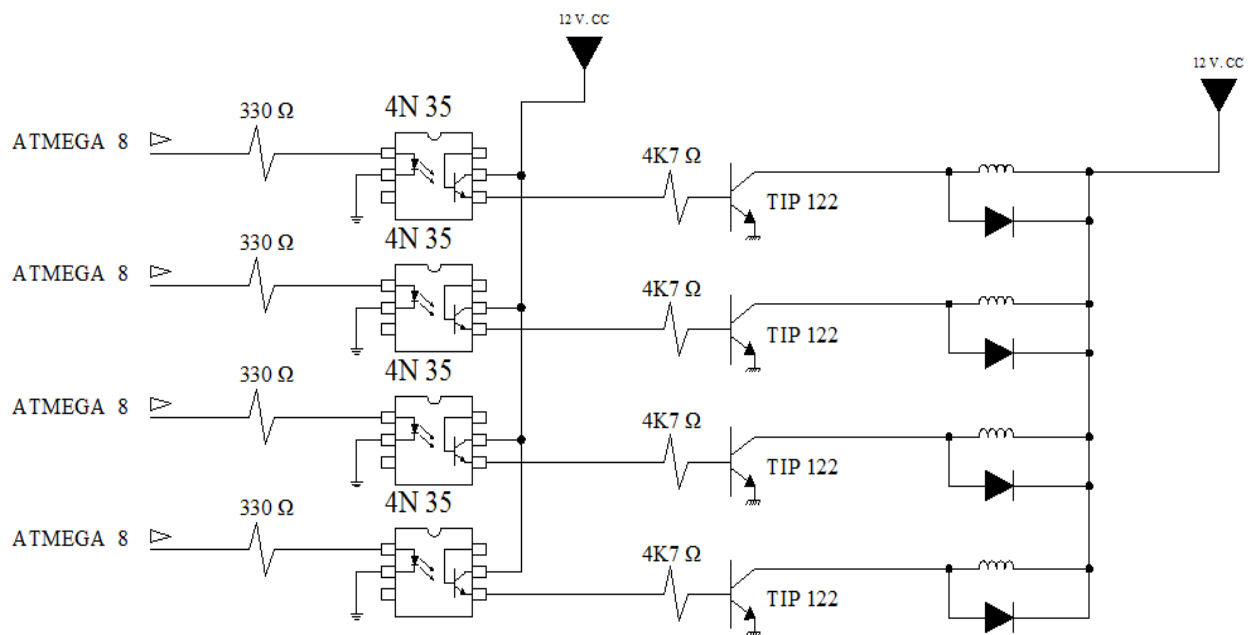 12 V. CC
12 V. CC
330 Ω
4N 35
ATMEGA 8
4K7 Ω
TIP 122
330 Ω
4N 35
ATMEGA 8
4K7 Ω
TIP 122
330 Ω
4N 35
ATMEGA 8
4K7 Ω
TIP 122
330 Ω
4N 35
ATMEGA 8
4K7 Ω
TIP 122